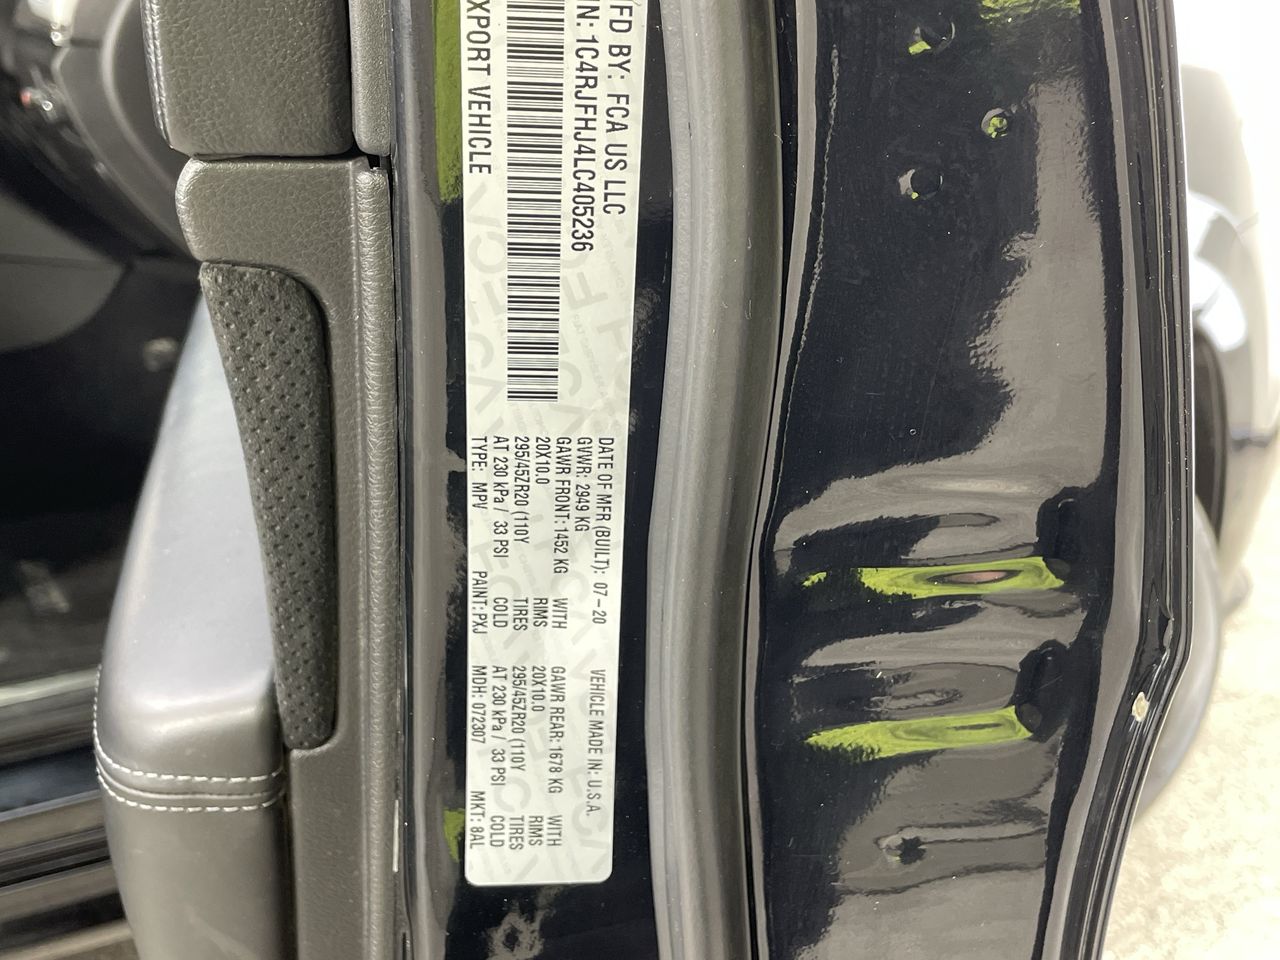 MFD BY: FCA US LLC
VIN: 1C4RJFHJ4LC405236
EXPORT VEHICLE
DATE OF MFR (BUILT): 07-20 VEHICLE MADE IN: U.S.A.
GVWR: 2949 KG
GAWR FRONT: 1452 KG WITH GAWR REAR: 1678 KG WITH
20X10.0 RIMS 20X10.0 RIMS
295/45ZR20 (110Y TIRES 295/45ZR20 (110Y TIRES
AT 230 kPa / 33 PSI COLD AT 230 kPa / 33 PSI COLD
TYPE: MPV PAINT: PXJ MDH: 072307 MKT: 8AL